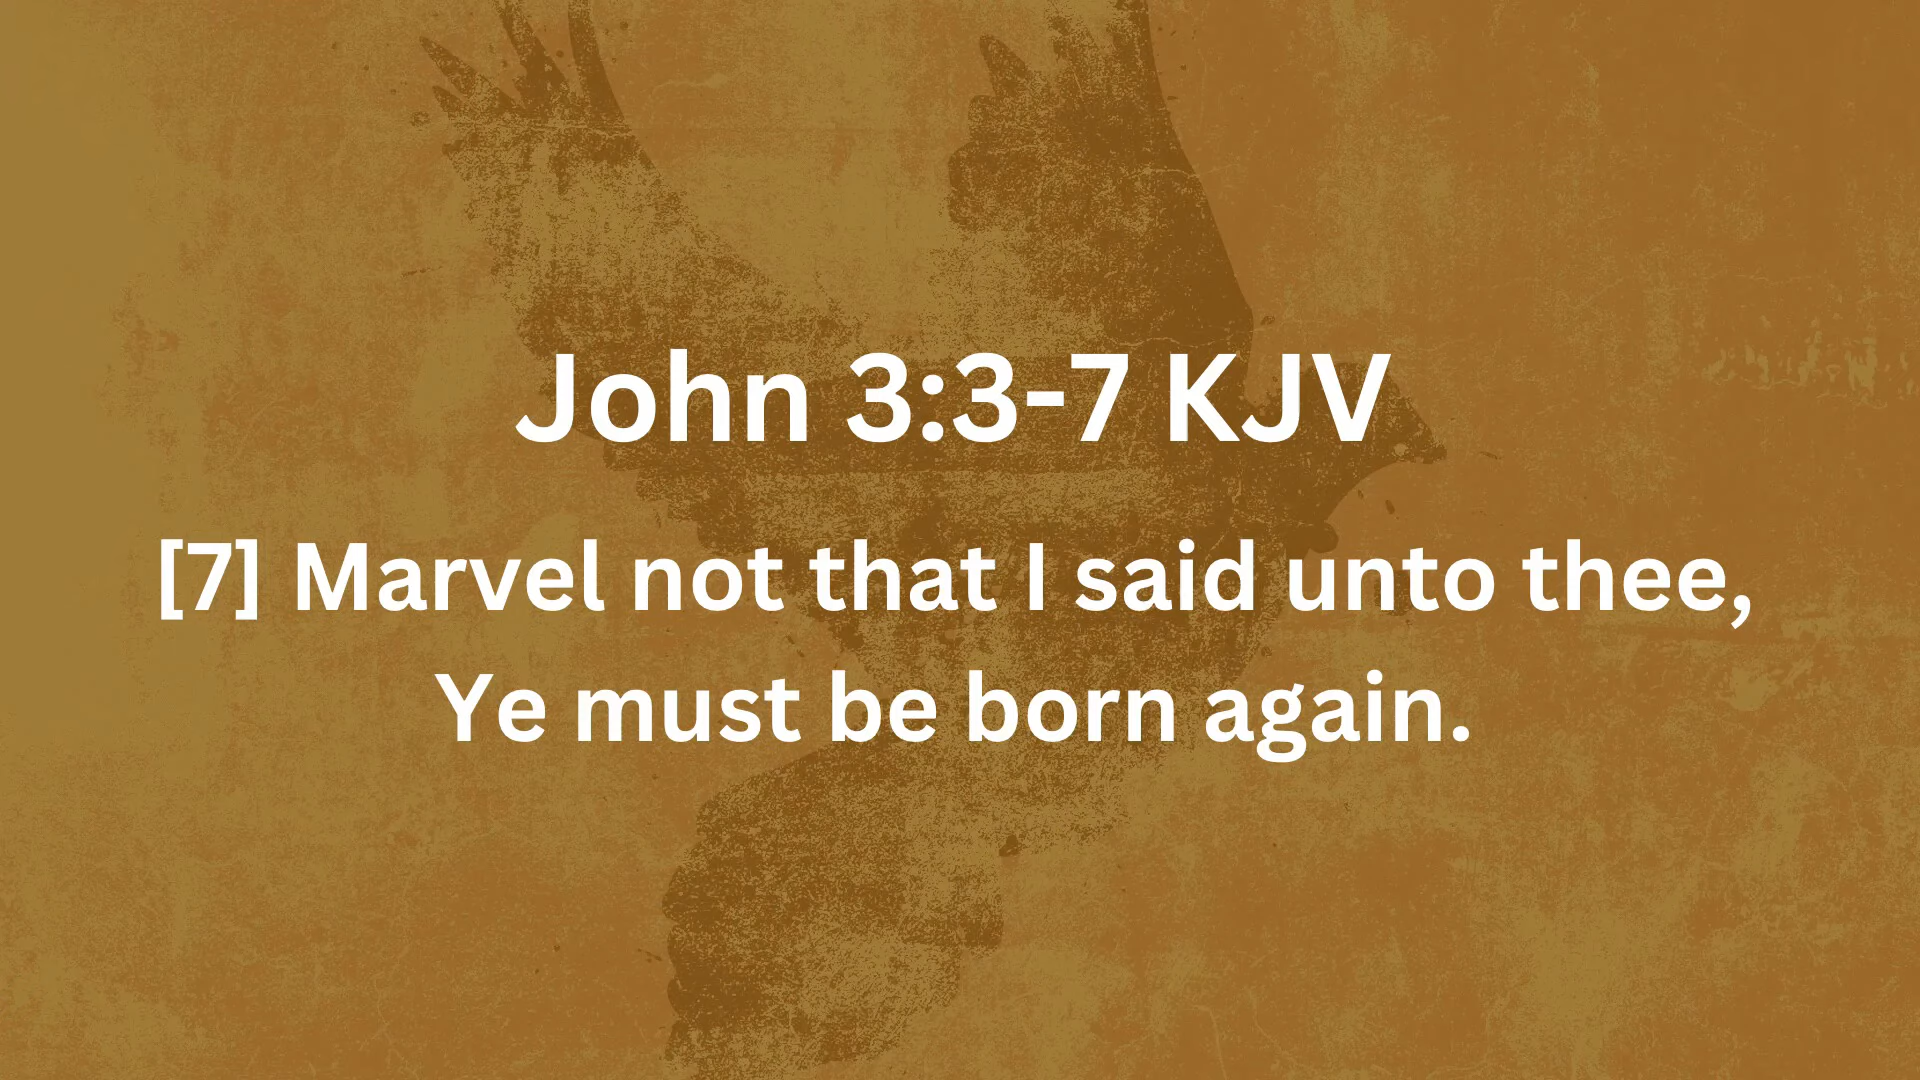 John 3:3-7 KJV
[7] Marvel not that I said unto thee,
Ye must be born again.